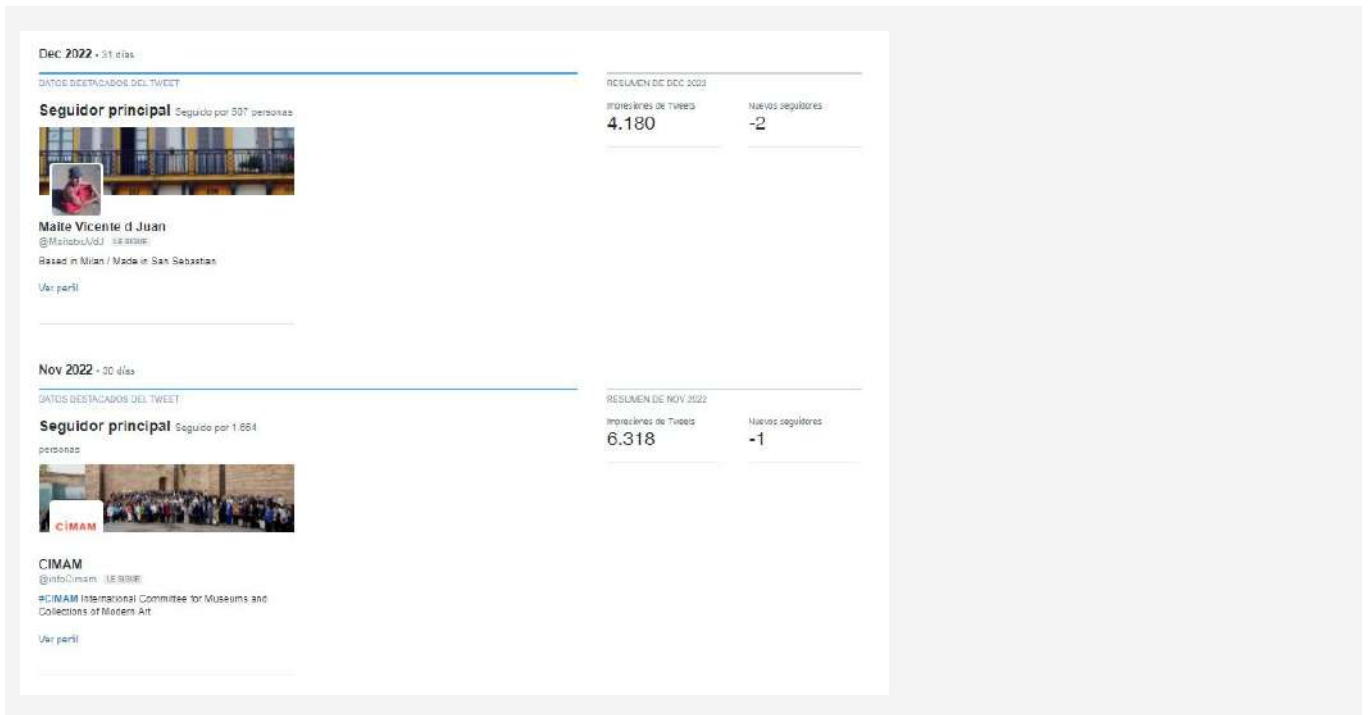 Dec 2022 • 31 días
DATOS DESTACADOS DEL TWEET
Seguidor principal Seguido por 507 personas
Maite Vicente d Juan
LE SIGUE
Based in Milan / Made in San Sebastian
Ver perfil
RESUMEN DE DEC 2022
Impresiones de Tweets
4.180
Nuevos seguidores
-2
Nov 2022 • 30 días
DATOS DESTACADOS DEL TWEET
Seguidor principal Seguido por 1.664
personas
CIMAM
CIMAM
@infoCimam LE SIGUE
#CIMAM International Committee for Museums and
Collections of Modern Art
Ver perfil
RESUMEN DE NOV 2022
Impresiones de Tweets
6.318
Nuevos seguidores
-1